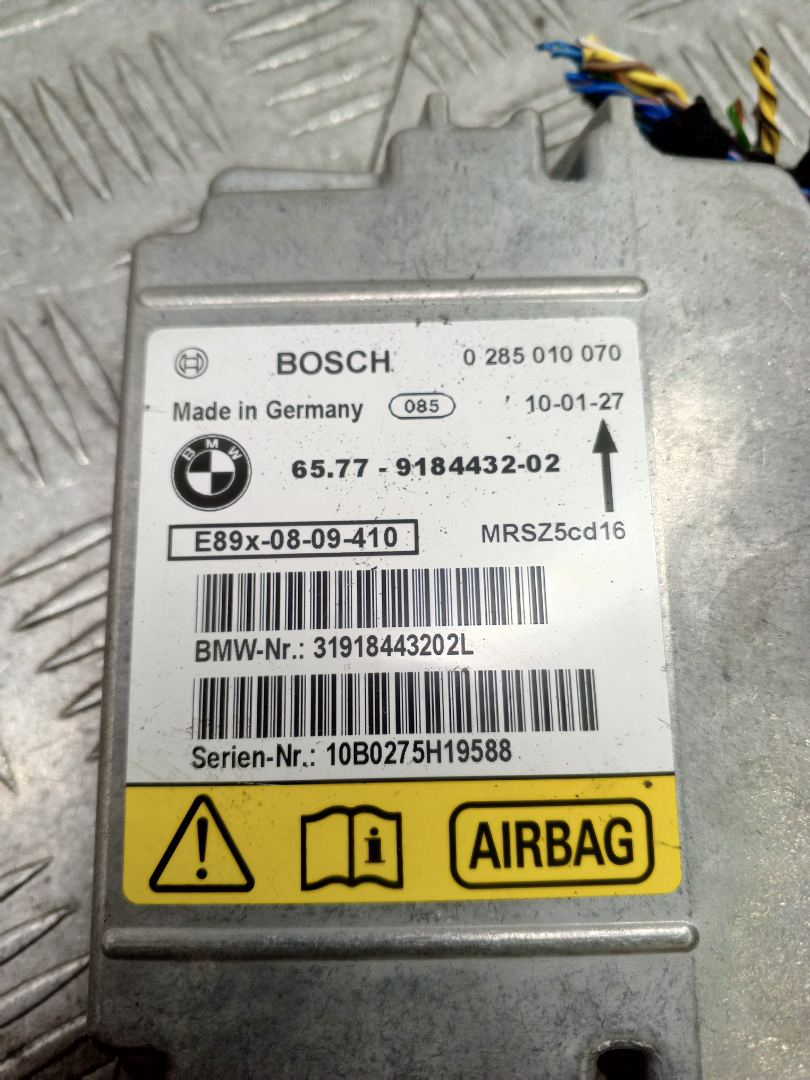 BOSCH 0 285 010 070
Made in Germany 085 10-01-27
BMW 65.77 - 9184432-02
E89x-08-09-410 MRSZ5cd16
BMW-Nr.: 31918443202L
Serien-Nr.: 10B0275H19588
! i AIRBAG